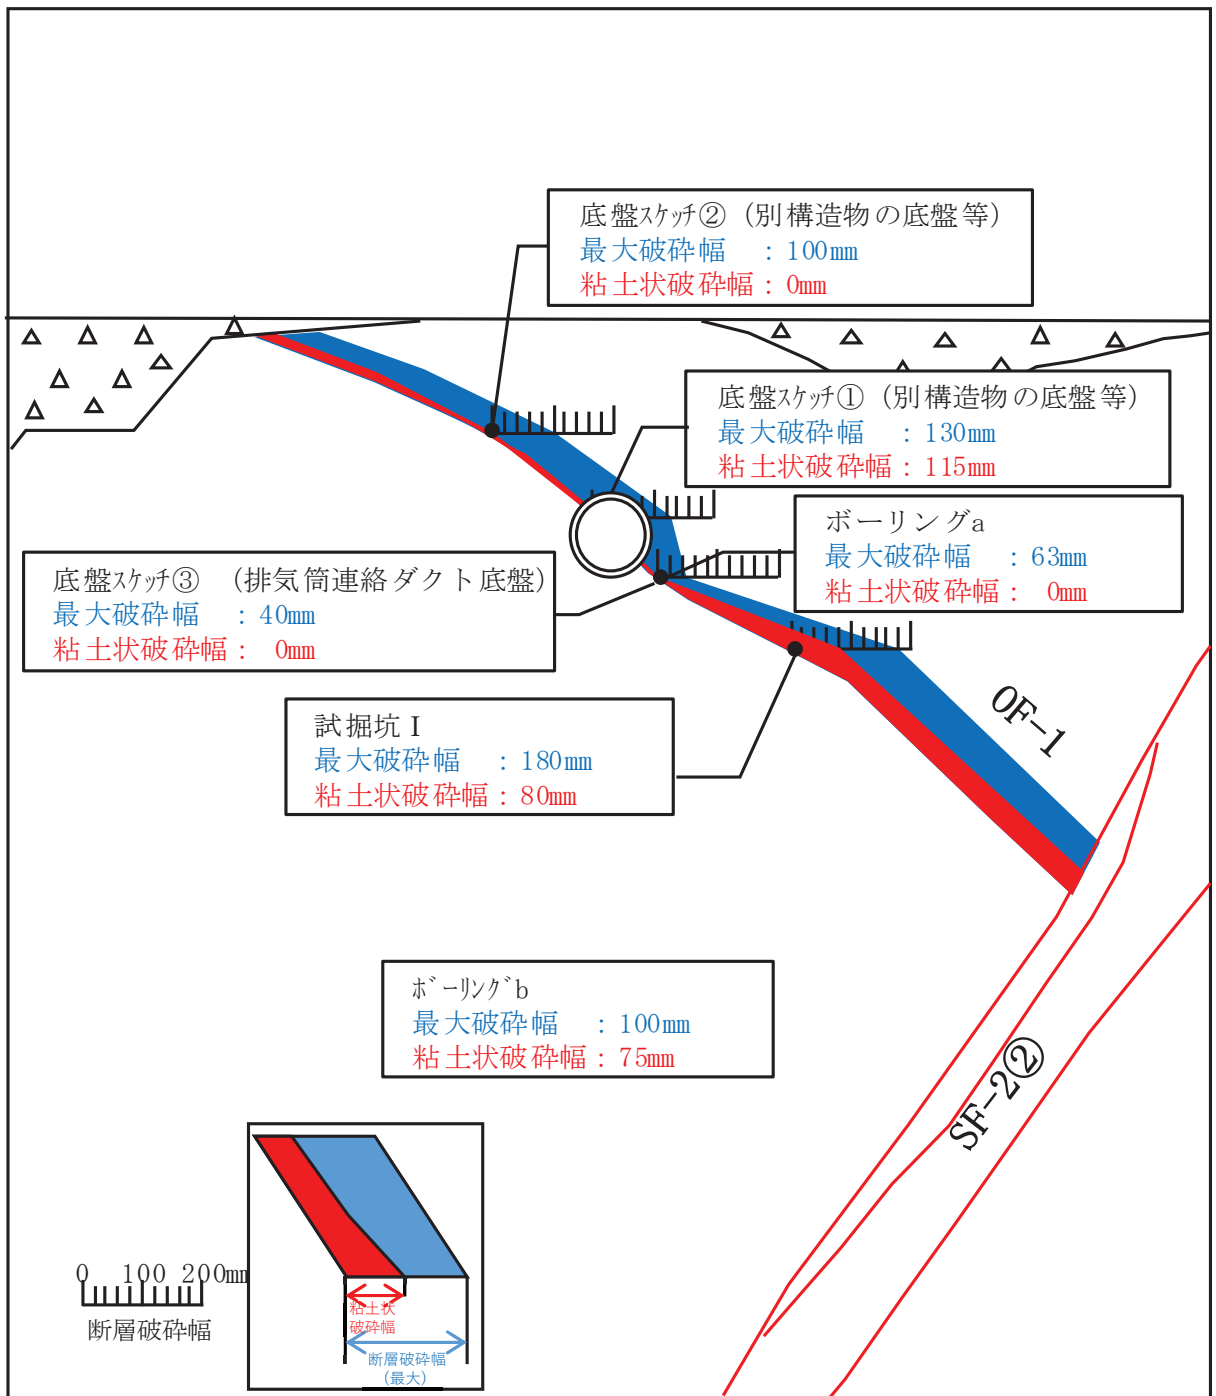 底盤ｽｹｯﾁ② (別構造物の底盤等)
最大破砕幅 : 100mm
粘土状破砕幅 : 0mm
底盤ｽｹｯﾁ① (別構造物の底盤等)
最大破砕幅 : 130mm
粘土状破砕幅 : 115mm
ボーリングa
最大破砕幅 : 63mm
粘土状破砕幅 : 0mm
底盤ｽｹｯﾁ③ (排気筒連絡ダクト底盤)
最大破砕幅 : 40mm
粘土状破砕幅 : 0mm
試掘坑Ⅰ
最大破砕幅 : 180mm
粘土状破砕幅 : 80mm
OF-1
ﾎﾞｰﾘﾝｸﾞb
最大破砕幅 : 100mm
粘土状破砕幅 : 75mm
SF-2②
0 100 200mm
断層破砕幅
粘土状
破砕幅
断層破砕幅
(最大)